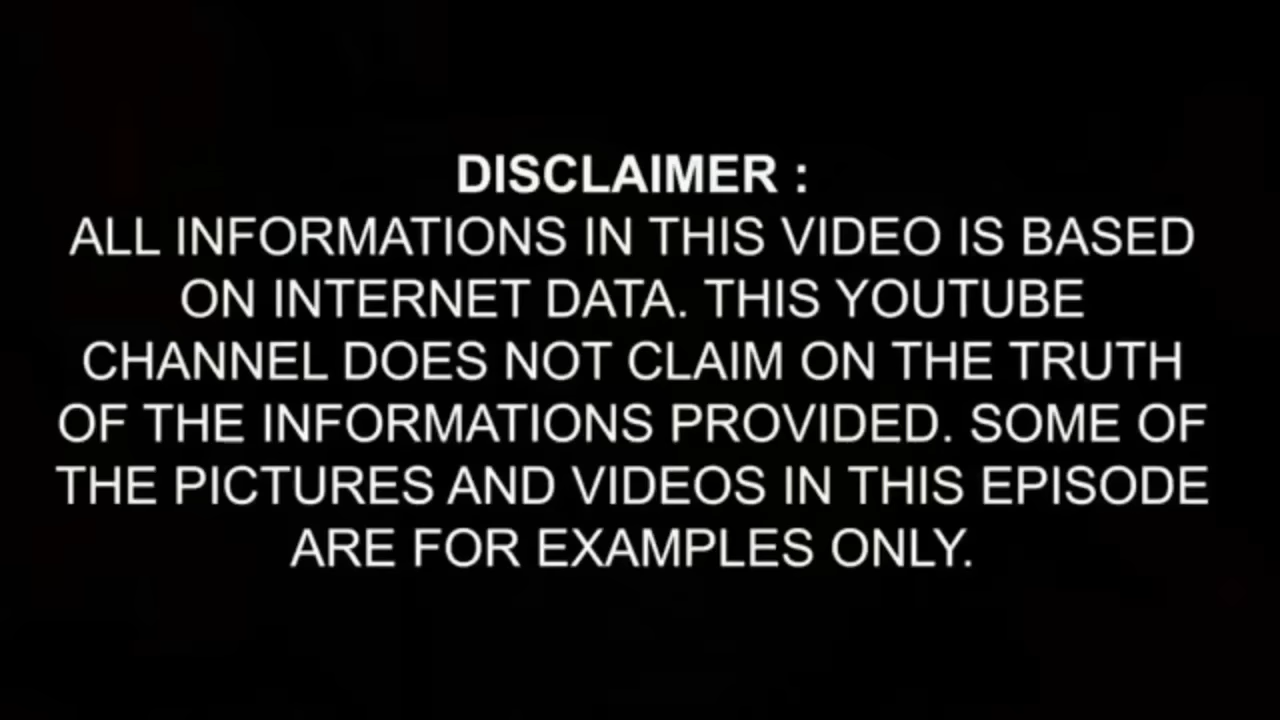 DISCLAIMER :
ALL INFORMATIONS IN THIS VIDEO IS BASED
ON INTERNET DATA. THIS YOUTUBE
CHANNEL DOES NOT CLAIM ON THE TRUTH
OF THE INFORMATIONS PROVIDED. SOME OF
THE PICTURES AND VIDEOS IN THIS EPISODE
ARE FOR EXAMPLES ONLY.